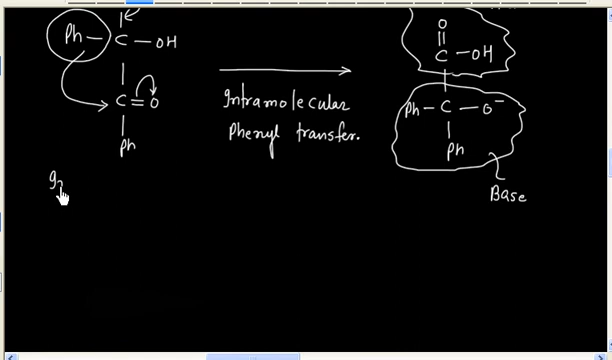 O
||
Ph — C — OH
C — OH
C = O
Intramolecular
Phenyl transfer.
Ph — C — O⁻
Ph
Ph
Base